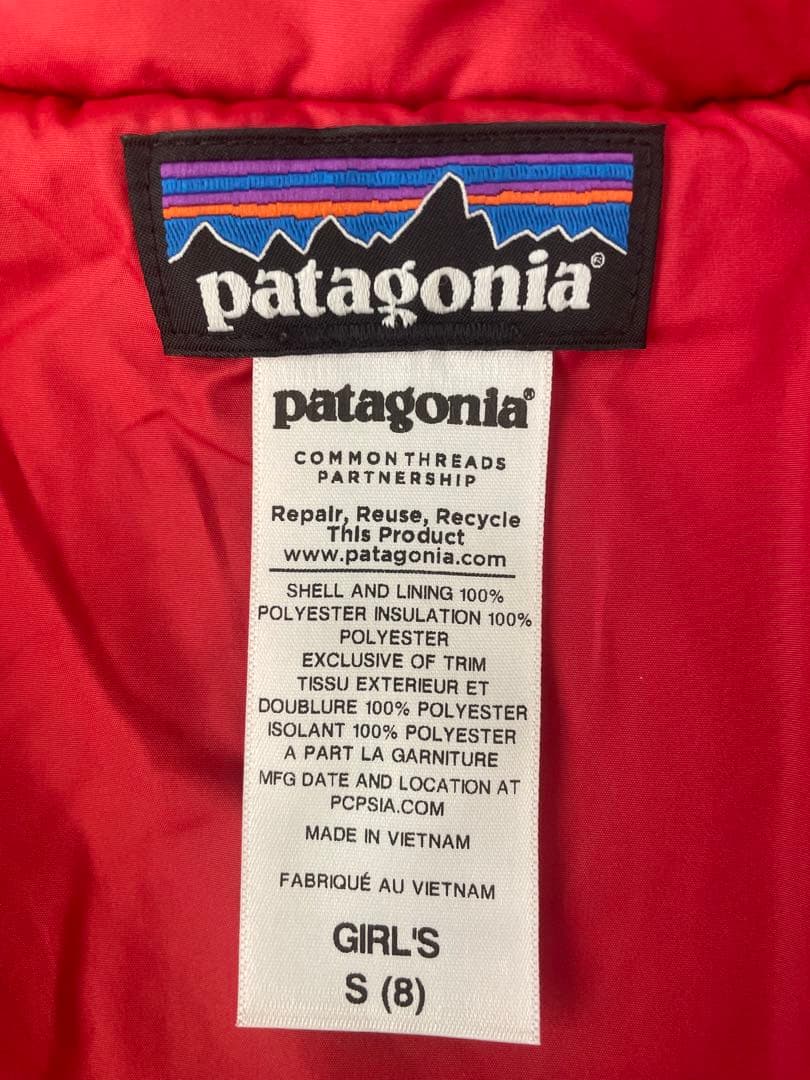 patagonia®
patagonia®
COMMON THREADS
PARTNERSHIP
Repair, Reuse, Recycle
This Product
www.patagonia.com
SHELL AND LINING 100%
POLYESTER INSULATION 100%
POLYESTER
EXCLUSIVE OF TRIM
TISSU EXTERIEUR ET
DOUBLURE 100% POLYESTER
ISOLANT 100% POLYESTER
A PART LA GARNITURE
MFG DATE AND LOCATION AT
PCPSIA.COM
MADE IN VIETNAM
FABRIQUÉ AU VIETNAM
GIRL'S
S (8)